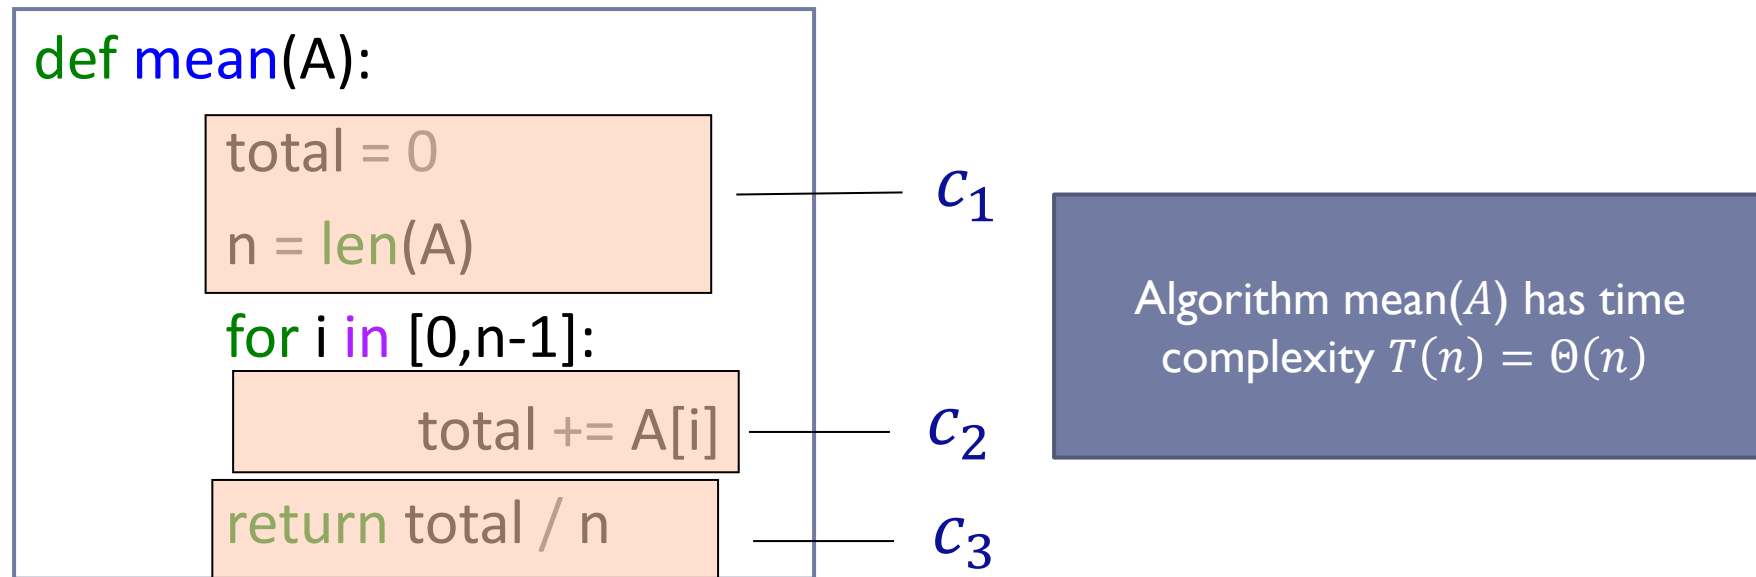 def mean(A):
total = 0
n = len(A)
for i in [0,n-1]:
total += A[i]
return total / n
c₁
c₂
c₃
Algorithm mean(A) has time
complexity T(n) = Θ(n)